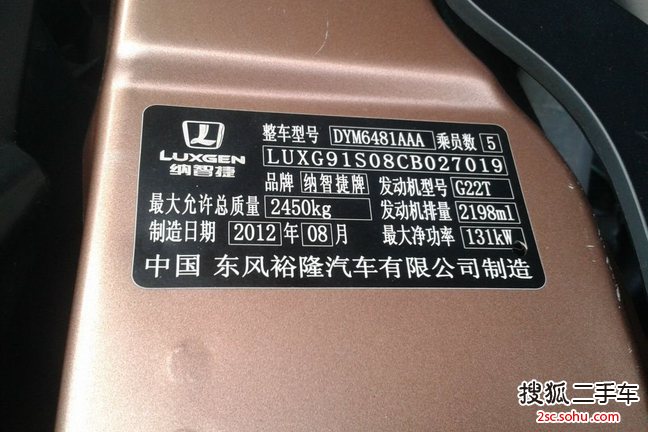 LUXGEN
纳智捷
整车型号 DYM6481AAA 乘员数 5
LUXG91S08CB027019
品牌 纳智捷牌 发动机型号 G22T
最大允许总质量 2450kg 发动机排量 2198ml
制造日期 2012 年 08 月 最大净功率 131kW
中国 东风裕隆汽车有限公司制造
搜狐二手车
2sc.sohu.com